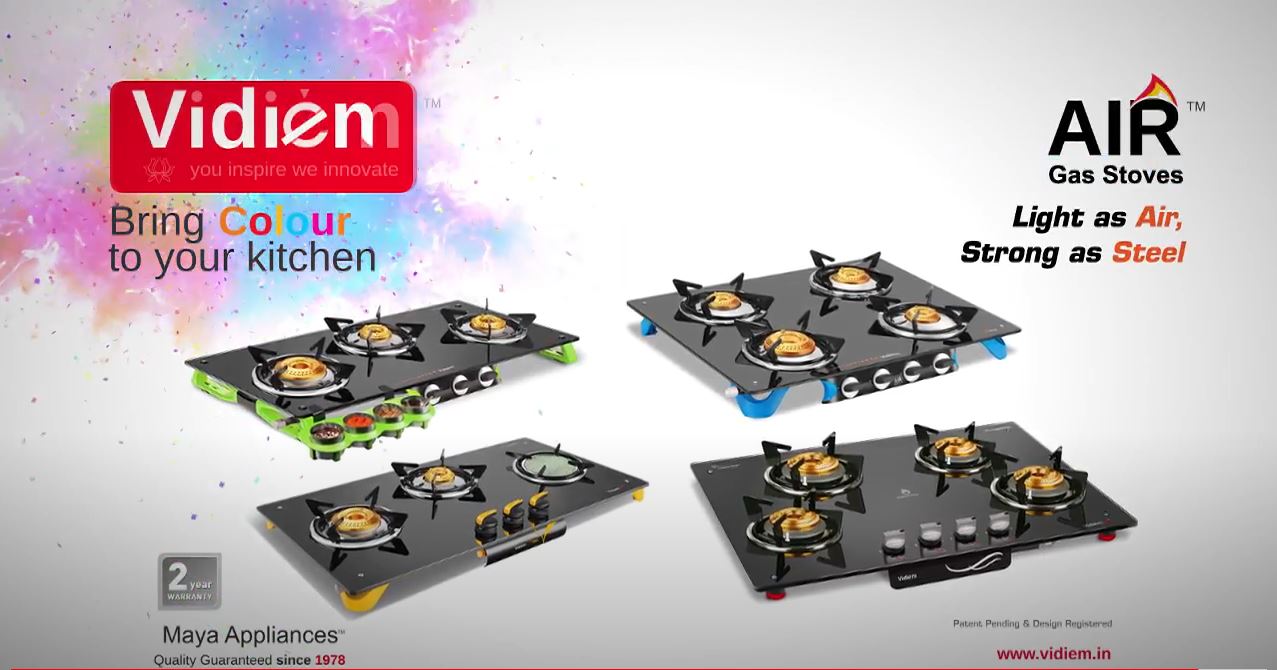 Vidiem TM
you inspire we innovate
Bring Colour
to your kitchen
AIR TM
Gas Stoves
Light as Air,
Strong as Steel
Vidiem
2 year
WARRANTY
Maya Appliances TM
Quality Guaranteed since 1978
Patent Pending & Design Registered
www.vidiem.in